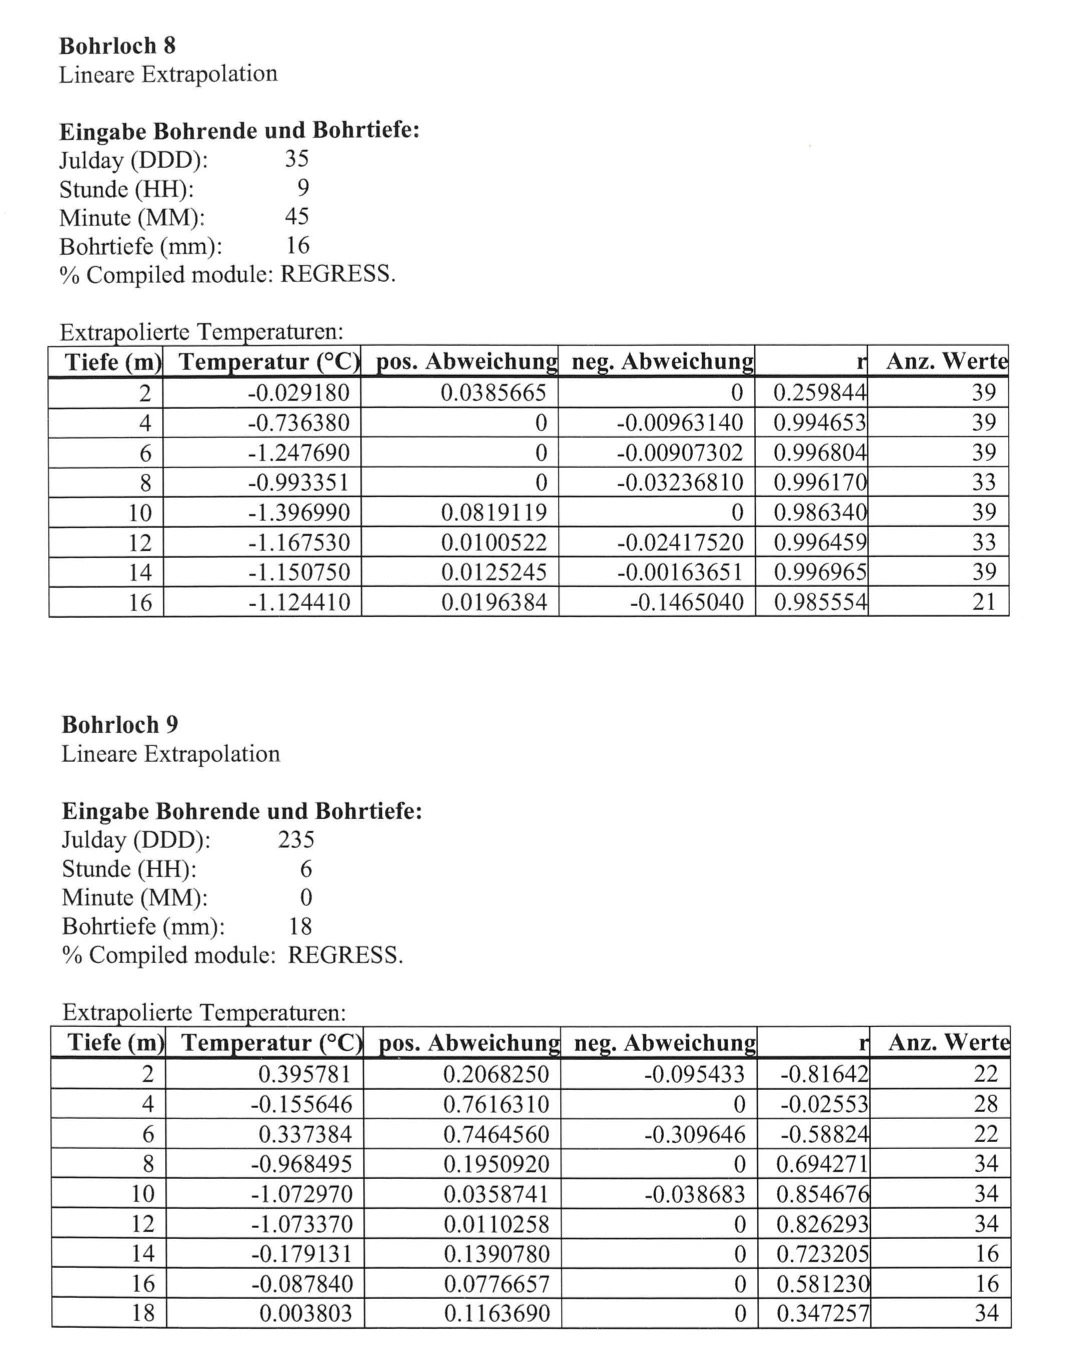 Bohrloch 8
Lineare Extrapolation
Eingabe Bohrende und Bohrtiefe:
Julday (DDD): 35
Stunde (HH): 9
Minute (MM): 45
Bohrtiefe (mm): 16
% Compiled module: REGRESS.
Extrapolierte Temperaturen:
Tiefe (m) Temperatur (°C) pos. Abweichung neg. Abweichung r Anz. Werte
2 -0.029180 0.0385665 0 0.259844 39
4 -0.736380 0 -0.00963140 0.994653 39
6 -1.247690 0 -0.00907302 0.996804 39
8 -0.993351 0 -0.03236810 0.996170 33
10 -1.396990 0.0819119 0 0.986340 39
12 -1.167530 0.0100522 -0.02417520 0.996459 33
14 -1.150750 0.0125245 -0.00163651 0.996965 39
16 -1.124410 0.0196384 -0.1465040 0.985554 21
Bohrloch 9
Lineare Extrapolation
Eingabe Bohrende und Bohrtiefe:
Julday (DDD): 235
Stunde (HH): 6
Minute (MM): 0
Bohrtiefe (mm): 18
% Compiled module: REGRESS.
Extrapolierte Temperaturen:
Tiefe (m) Temperatur (°C) pos. Abweichung neg. Abweichung r Anz. Werte
2 0.395781 0.2068250 -0.095433 -0.81642 22
4 -0.155646 0.7616310 0 -0.02553 28
6 0.337384 0.7464560 -0.309646 -0.58824 22
8 -0.968495 0.1950920 0 0.694271 34
10 -1.072970 0.0358741 -0.038683 0.854676 34
12 -1.073370 0.0110258 0 0.826293 34
14 -0.179131 0.1390780 0 0.723205 16
16 -0.087840 0.0776657 0 0.581230 16
18 0.003803 0.1163690 0 0.347257 34